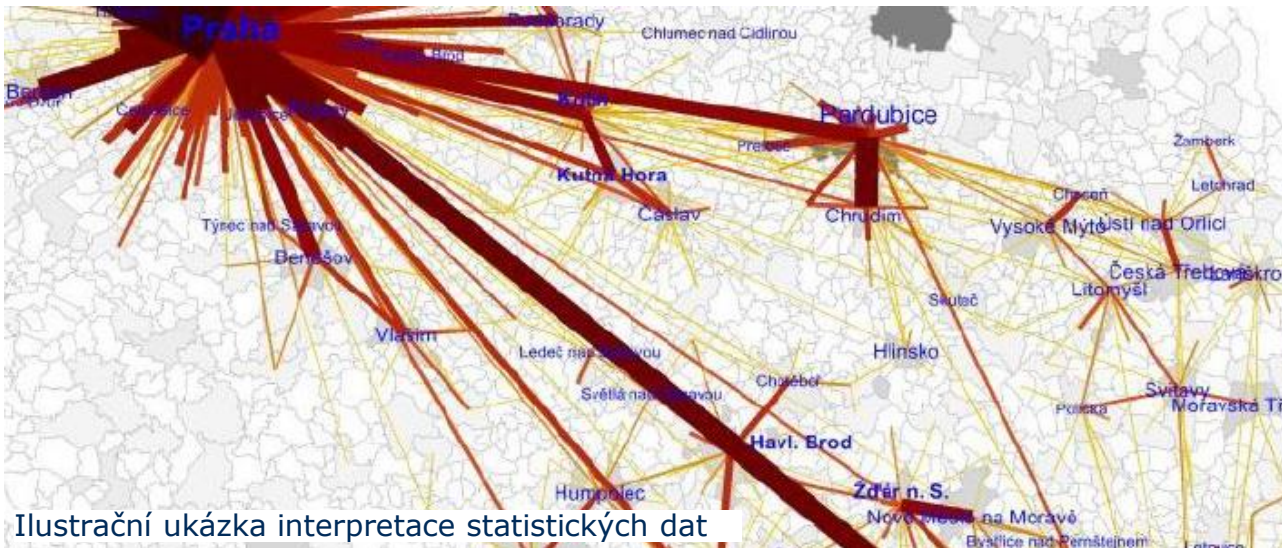 Praha
Chlumec nad Cidlinou
Kolín
Pardubice
Žamberk
Kutná Hora
Letohrad
Čáslav
Chrudim
Choceň
Vysoké Mýto
Ústí nad Orlicí
Týnec nad Sázavou
Benešov
Česká Třebová
Litomyšl
Skuteč
Vlašim
Ledeč nad Sázavou
Hlinsko
Chotěboř
Světlá nad Sázavou
Svitavy
Polička
Moravská Tř
Havl. Brod
Humpolec
Žďár n. S.
Nové Město na Moravě
Bystřice nad Pernštejnem
Ilustrační ukázka interpretace statistických dat